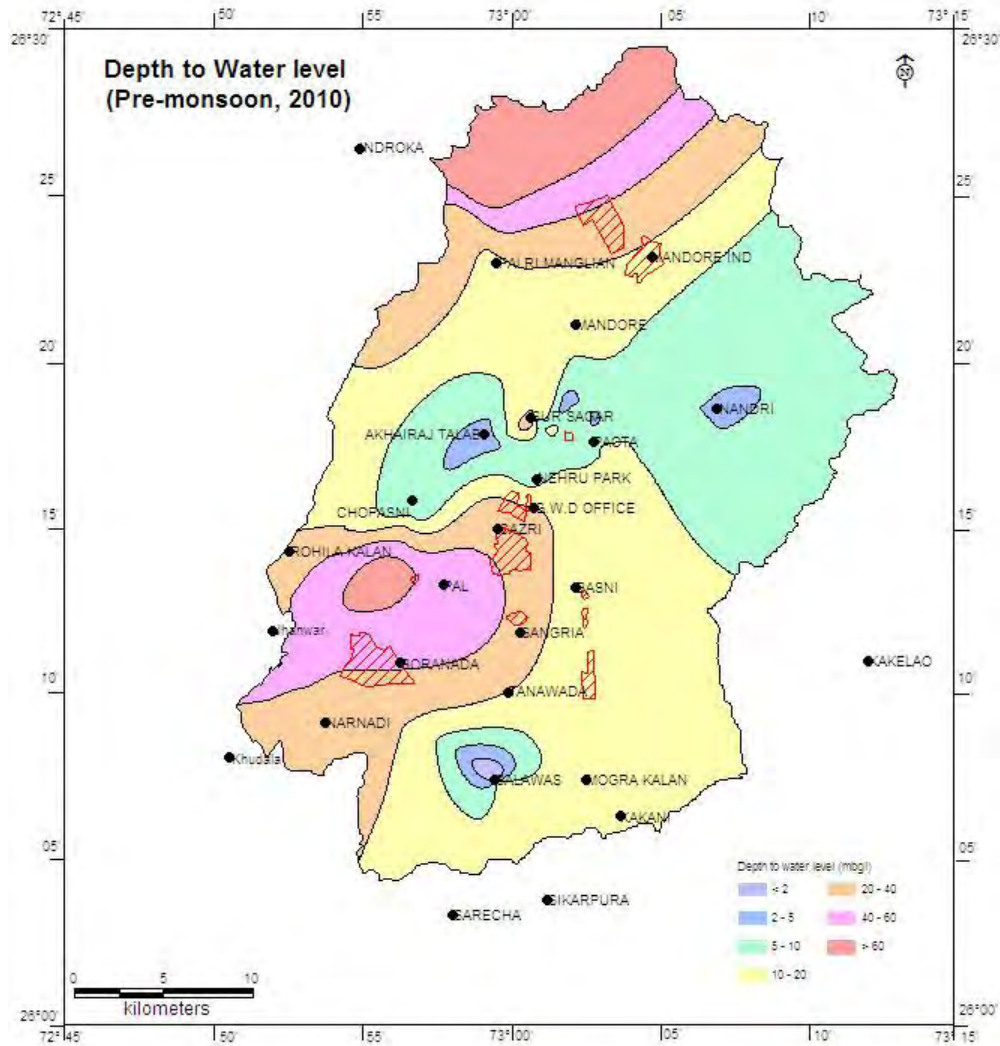 72°45'
50'
55'
73°00'
05'
10'
73°15'
26°30'
26°30'
Depth to Water level
(Pre-monsoon, 2010)
N
NDROKA
25'
25'
PALRI MANGLIAN
MANDORE IND
MANDORE
20'
20'
SUR SAGAR
NANDRI
AKHAIRAJ TALAB
PAOTA
NEHRU PARK
CHOPASNI
G.W.D OFFICE
15'
15'
CAZRI
ROHILA KALAN
PAL
BASNI
Jhanwar
SANGRIA
BORANADA
KAKELAO
10'
10'
TANAWADA
NARNADI
Khudala
SALAWAS
MOGRA KALAN
KAKANI
05'
05'
Depth to water level (mbgl)
< 2
20 - 40
2 - 5
40 - 60
5 - 10
> 60
10 - 20
SIKARPURA
SARECHA
0
5
10
kilometers
26°00'
26°00'
72°45'
50'
55'
73°00'
05'
10'
73°15'